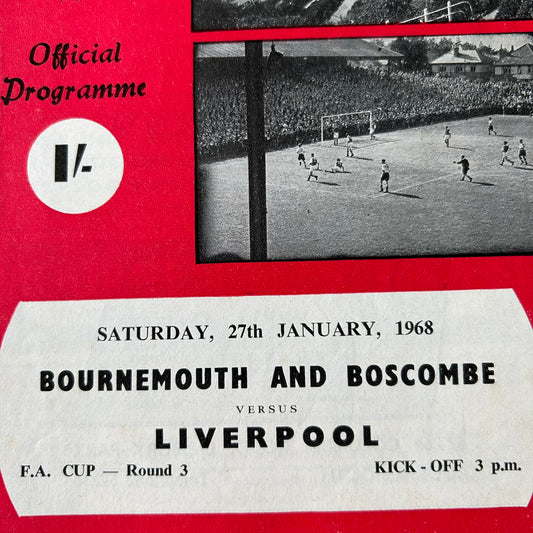 Official
Programme
1/-
SATURDAY, 27th JANUARY, 1968
BOURNEMOUTH AND BOSCOMBE
VERSUS
LIVERPOOL
F.A. CUP — Round 3 KICK-OFF 3 p.m.